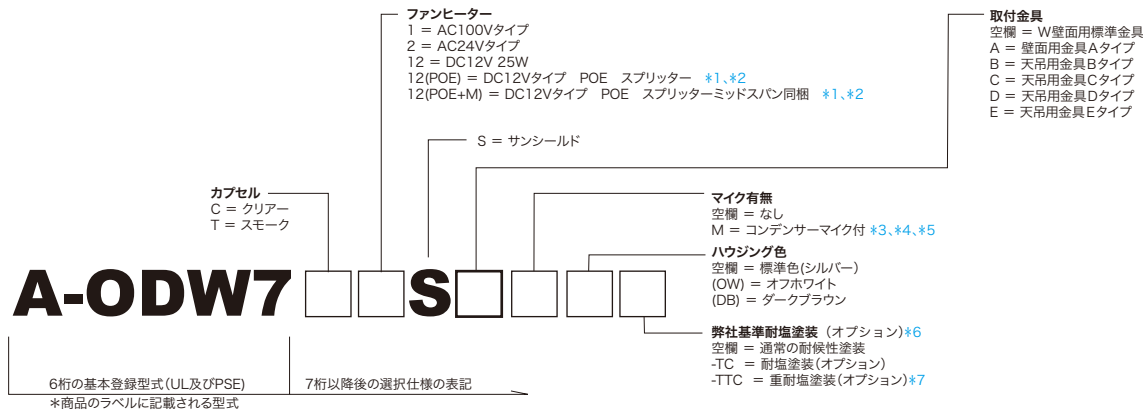 ファンヒーター
1 = AC100Vタイプ
2 = AC24Vタイプ
12 = DC12V 25W
12(POE) = DC12Vタイプ　POE　スプリッター　*1、*2
12(POE+M) = DC12Vタイプ　POE　スプリッターミッドスパン同梱　*1、*2
取付金具
空欄 = W壁面用標準金具
A = 壁面用金具Aタイプ
B = 天吊用金具Bタイプ
C = 天吊用金具Cタイプ
D = 天吊用金具Dタイプ
E = 天吊用金具Eタイプ
S = サンシールド
カプセル
C = クリアー
T = スモーク
マイク有無
空欄 = なし
M = コンデンサーマイク付 *3、*4、*5
ハウジング色
空欄 = 標準色(シルバー)
(OW) = オフホワイト
(DB) = ダークブラウン
A-ODW7 □□S□□□□
弊社基準耐塩塗装（オプション）*6
空欄 = 通常の耐候性塗装
-TC = 耐塩塗装(オプション)
-TTC = 重耐塩塗装(オプション)*7
6桁の基本登録型式(UL及びPSE)
7桁以降後の選択仕様の表記
*商品のラベルに記載される型式